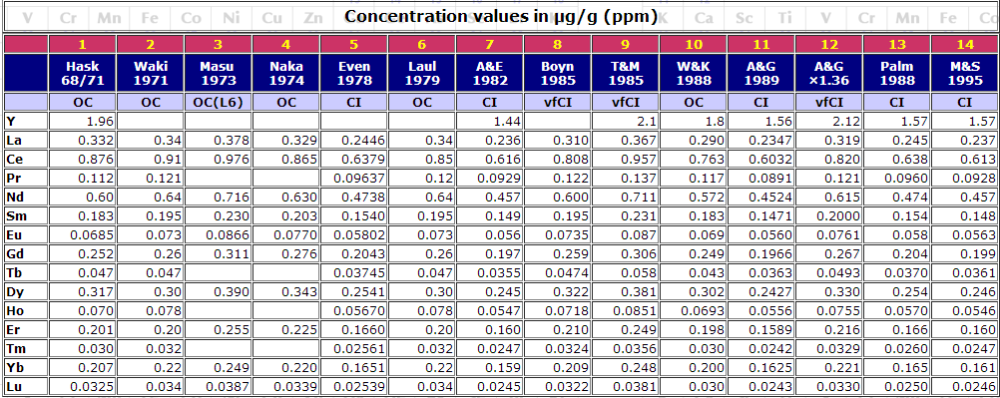 Concentration values in µg/g (ppm)
V Cr Mn Fe Co Ni Cu Zn K Ca Sc Ti V Cr Mn Fe Co
1 2 3 4 5 6 7 8 9 10 11 12 13 14
Hask 68/71 Waki 1971 Masu 1973 Naka 1974 Even 1978 Laul 1979 A&E 1982 Boyn 1985 T&M 1985 W&K 1988 A&G 1989 A&G ×1.36 Palm 1988 M&S 1995
OC OC OC(L6) OC CI OC CI vfCI vfCI OC CI vfCI CI CI
Y 1.96 1.44 2.1 1.8 1.56 2.12 1.57 1.57
La 0.332 0.34 0.378 0.329 0.2446 0.34 0.236 0.310 0.367 0.290 0.2347 0.319 0.245 0.237
Ce 0.876 0.91 0.976 0.865 0.6379 0.85 0.616 0.808 0.957 0.763 0.6032 0.820 0.638 0.613
Pr 0.112 0.121 0.09637 0.12 0.0929 0.122 0.137 0.117 0.0891 0.121 0.0960 0.0928
Nd 0.60 0.64 0.716 0.630 0.4738 0.64 0.457 0.600 0.711 0.572 0.4524 0.615 0.474 0.457
Sm 0.183 0.195 0.230 0.203 0.1540 0.195 0.149 0.195 0.231 0.183 0.1471 0.2000 0.154 0.148
Eu 0.0685 0.073 0.0866 0.0770 0.05802 0.073 0.056 0.0735 0.087 0.069 0.0560 0.0761 0.058 0.0563
Gd 0.252 0.26 0.311 0.276 0.2043 0.26 0.197 0.259 0.306 0.249 0.1966 0.267 0.204 0.199
Tb 0.047 0.047 0.03745 0.047 0.0355 0.0474 0.058 0.043 0.0363 0.0493 0.0370 0.0361
Dy 0.317 0.30 0.390 0.343 0.2541 0.30 0.245 0.322 0.381 0.302 0.2427 0.330 0.254 0.246
Ho 0.070 0.078 0.05670 0.078 0.0547 0.0718 0.0851 0.0693 0.0556 0.0755 0.0570 0.0546
Er 0.201 0.20 0.255 0.225 0.1660 0.20 0.160 0.210 0.249 0.198 0.1589 0.216 0.166 0.160
Tm 0.030 0.032 0.02561 0.032 0.0247 0.0324 0.0356 0.030 0.0242 0.0329 0.0260 0.0247
Yb 0.207 0.22 0.249 0.220 0.1651 0.22 0.159 0.209 0.248 0.200 0.1625 0.221 0.165 0.161
Lu 0.0325 0.034 0.0387 0.0339 0.02539 0.034 0.0245 0.0322 0.0381 0.030 0.0243 0.0330 0.0250 0.0246